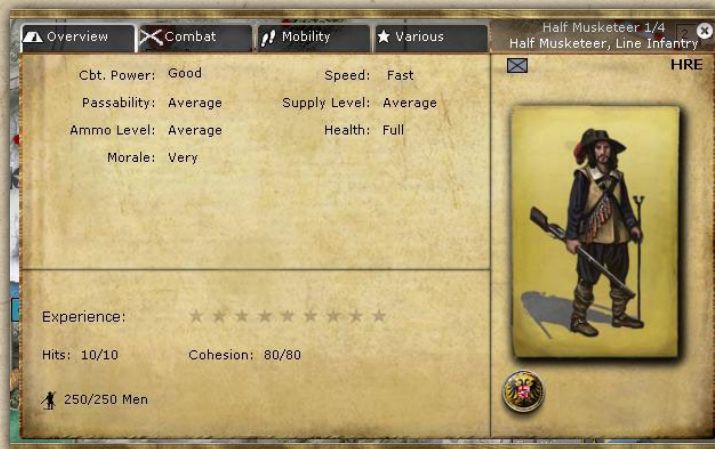 Overview Combat Mobility Various
Half Musketeer 1/4
Half Musketeer, Line Infantry
HRE
Cbt. Power: Good Speed: Fast
Passability: Average Supply Level: Average
Ammo Level: Average Health: Full
Morale: Very
Experience:
Hits: 10/10 Cohesion: 80/80
250/250 Men